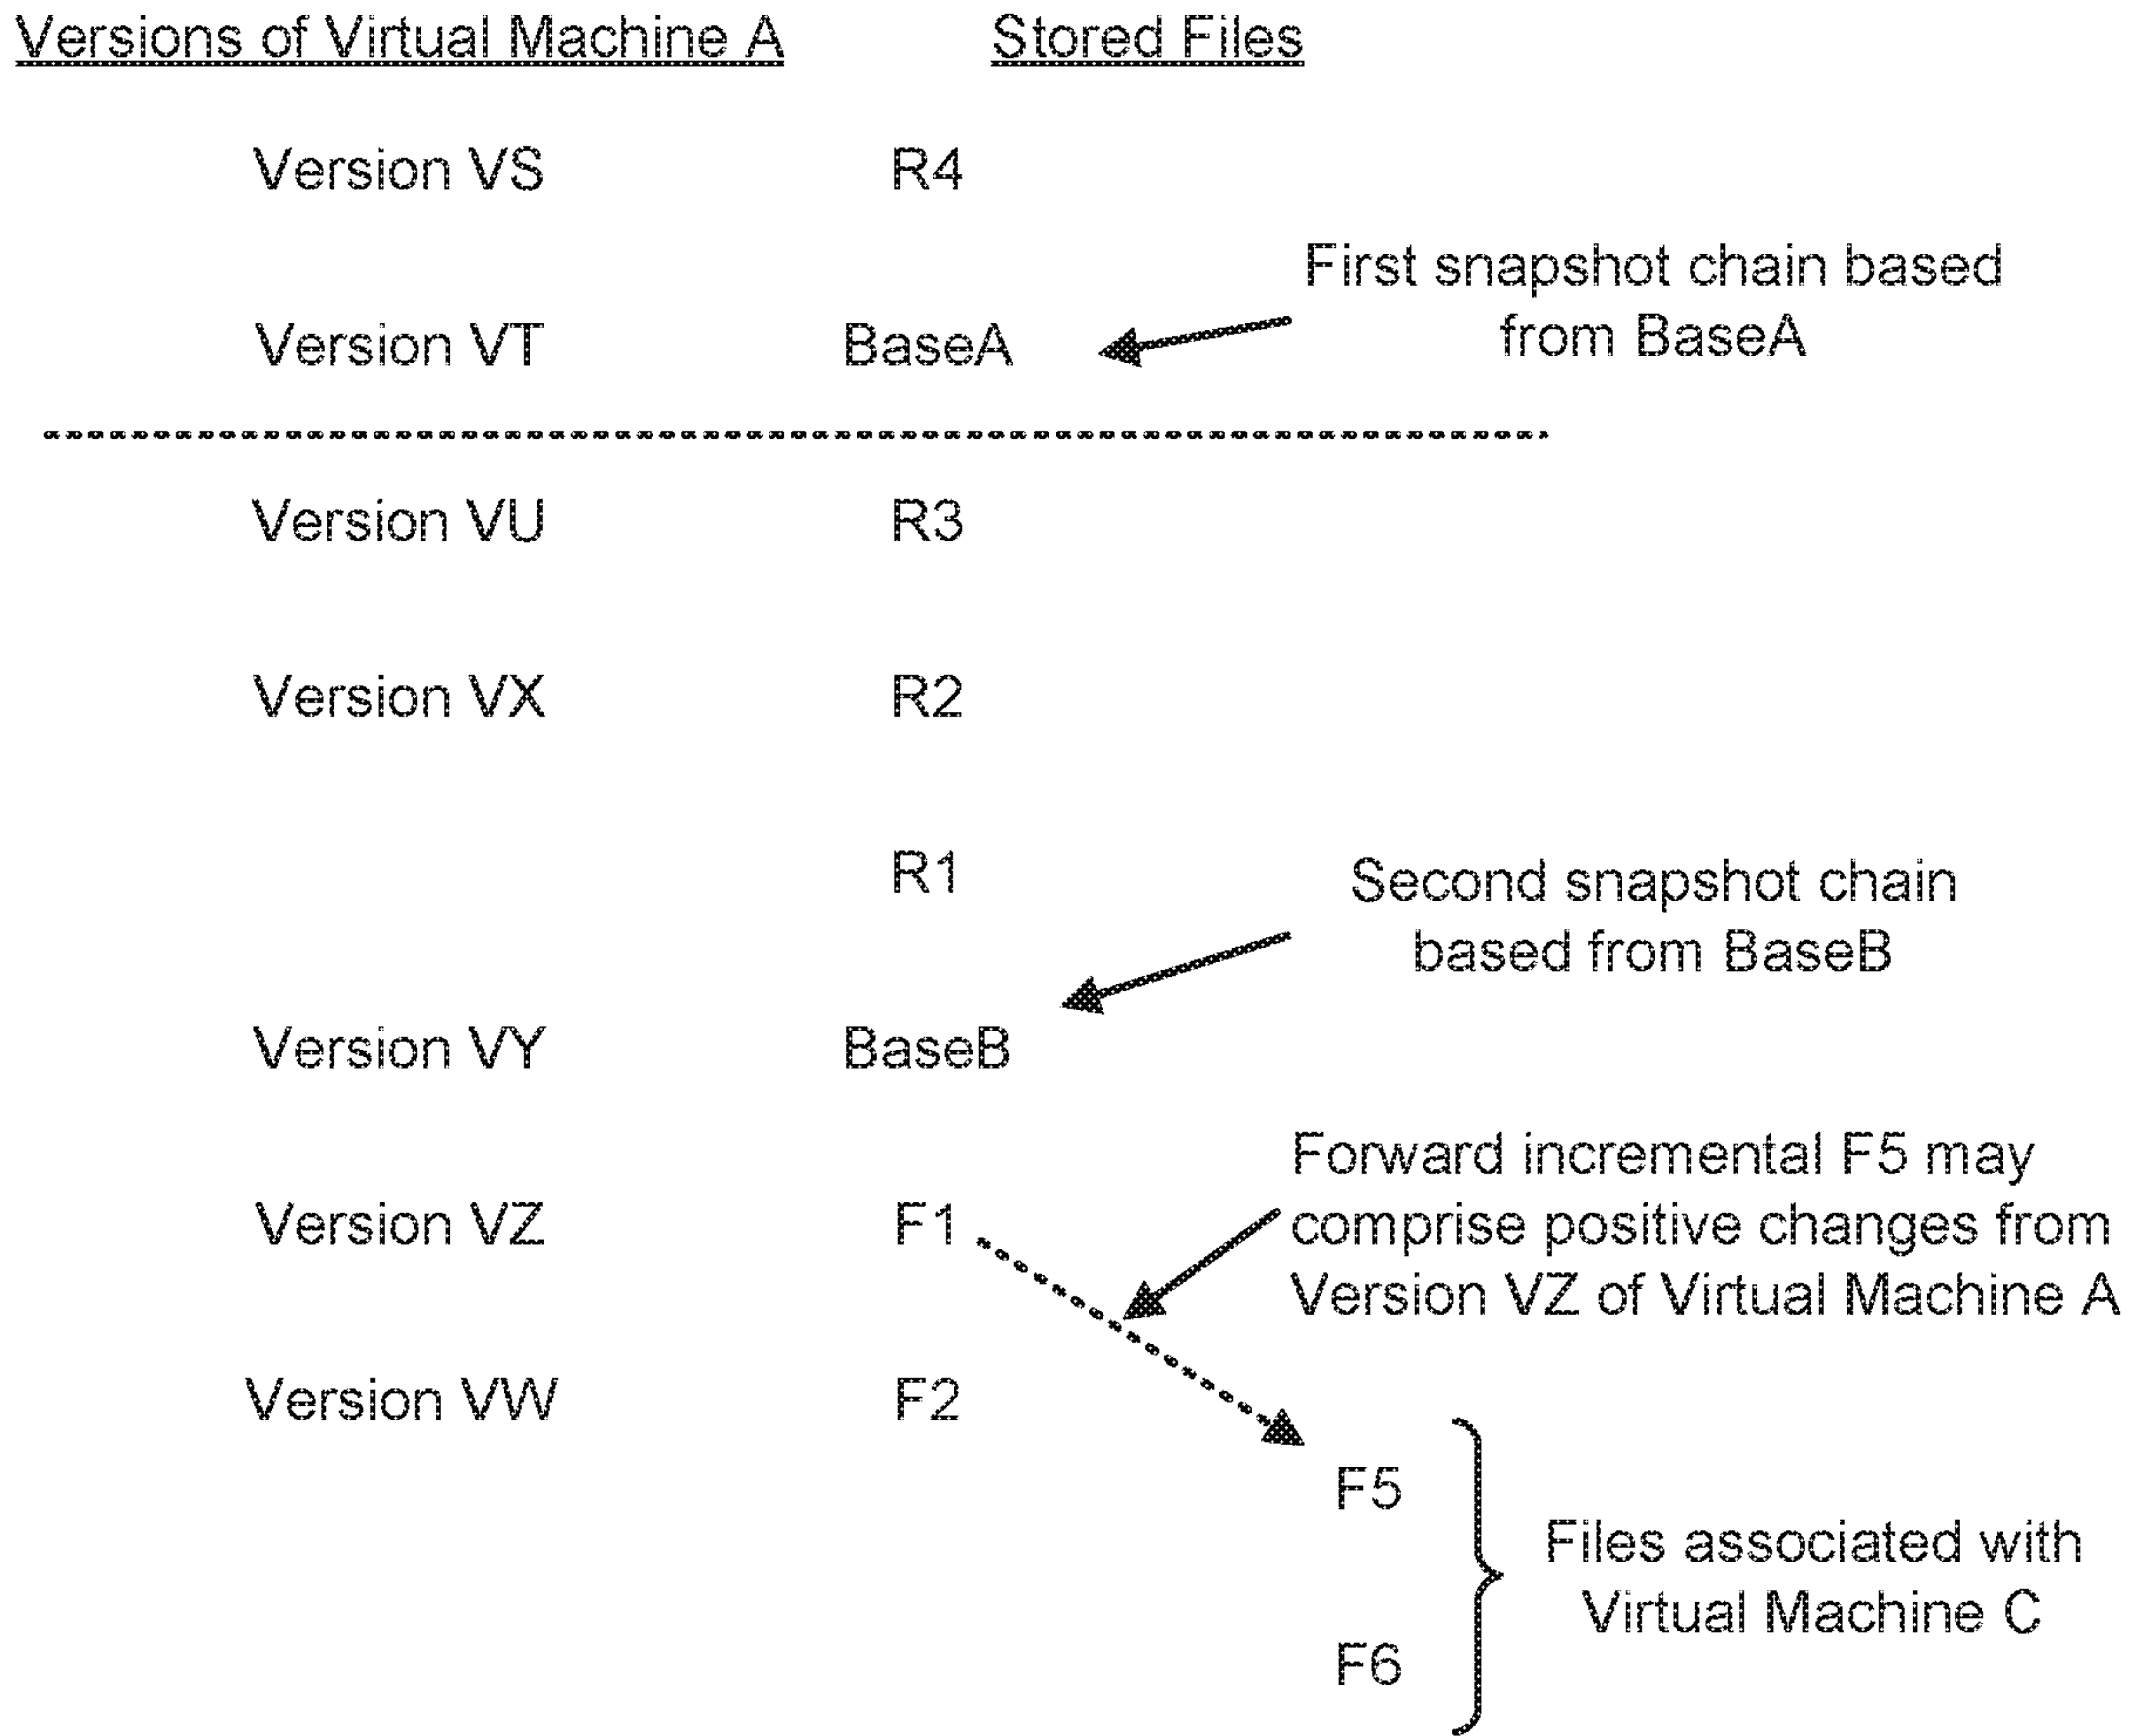 Versions of Virtual Machine A Stored Files
Version VS R4
First snapshot chain based
from BaseA
Version VT BaseA
Version VU R3
Version VX R2
R1
Second snapshot chain
based from BaseB
Version VY BaseB
Forward incremental F5 may
comprise positive changes from
Version VZ of Virtual Machine A
Version VZ F1
Version VW F2
F5
Files associated with
Virtual Machine C
F6